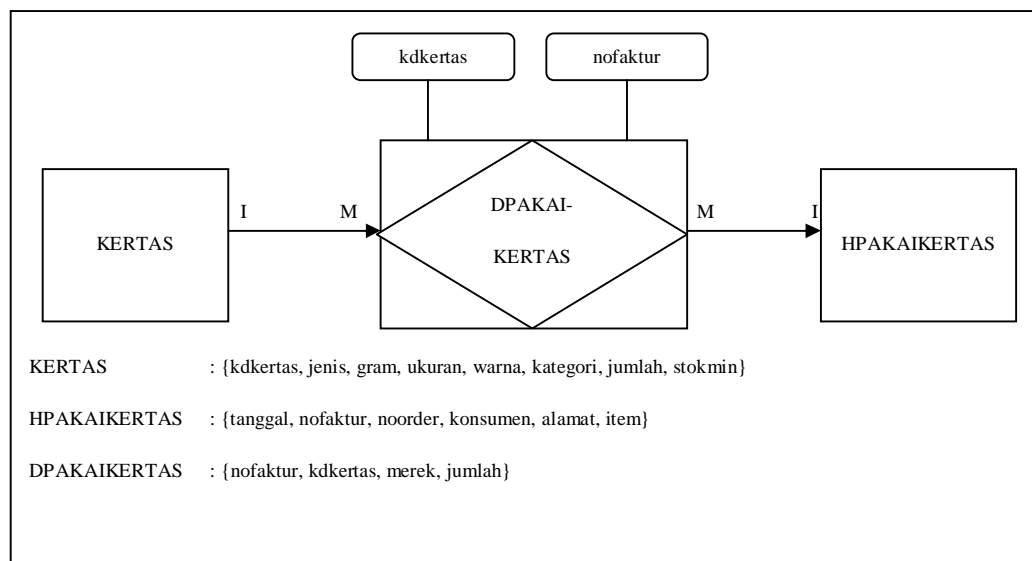 kdkertas nofaktur
I M DPAKAI- M I
KERTAS KERTAS HPAKAIKERTAS
KERTAS : {kdkertas, jenis, gram, ukuran, warna, kategori, jumlah, stokmin}
HPAKAIKERTAS : {tanggal, nofaktur, noorder, konsumen, alamat, item}
DPAKAIKERTAS : {nofaktur, kdkertas, merek, jumlah}